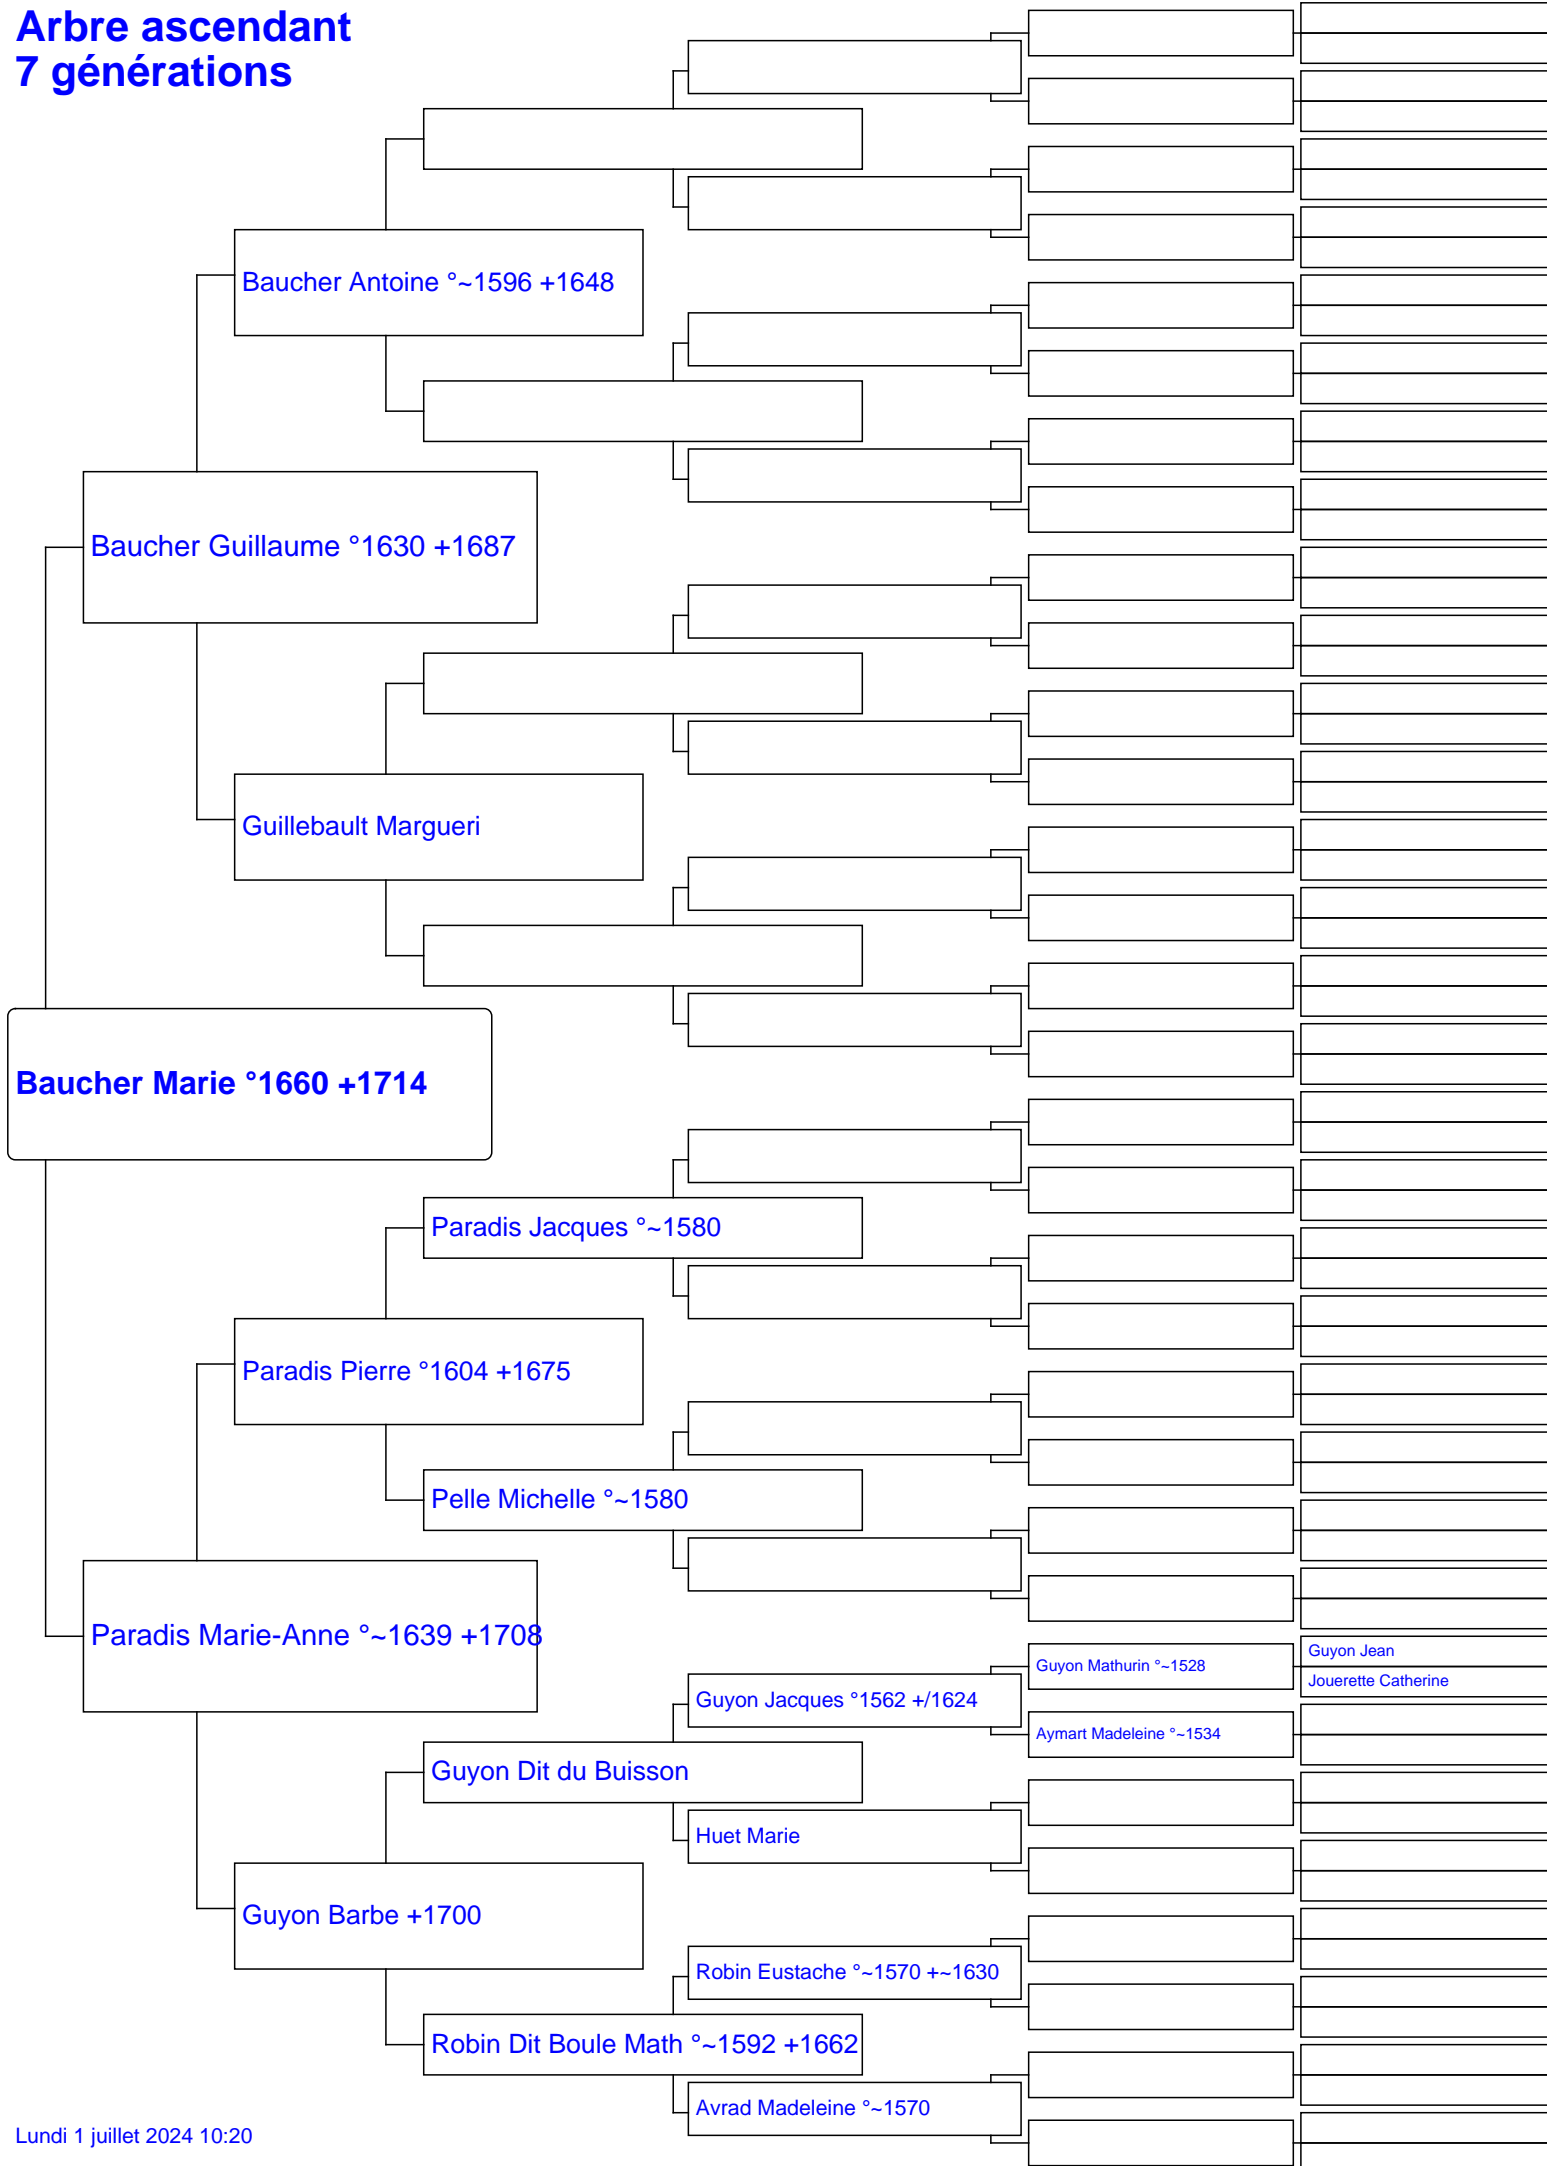 Arbre ascendant
7 générations
Baucher Antoine °~1596 +1648
Baucher Guillaume °1630 +1687
Guillebault Margueri
Baucher Marie °1660 +1714
Paradis Jacques °~1580
Paradis Pierre °1604 +1675
Pelle Michelle °~1580
Paradis Marie-Anne °~1639 +1708
Guyon Jean
Guyon Mathurin °~1528
Jouerette Catherine
Guyon Jacques °1562 +/1624
Aymart Madeleine °~1534
Guyon Dit du Buisson
Huet Marie
Guyon Barbe +1700
Robin Eustache °~1570 +~1630
Robin Dit Boule Math °~1592 +1662
Avrad Madeleine °~1570
Lundi 1 juillet 2024 10:20